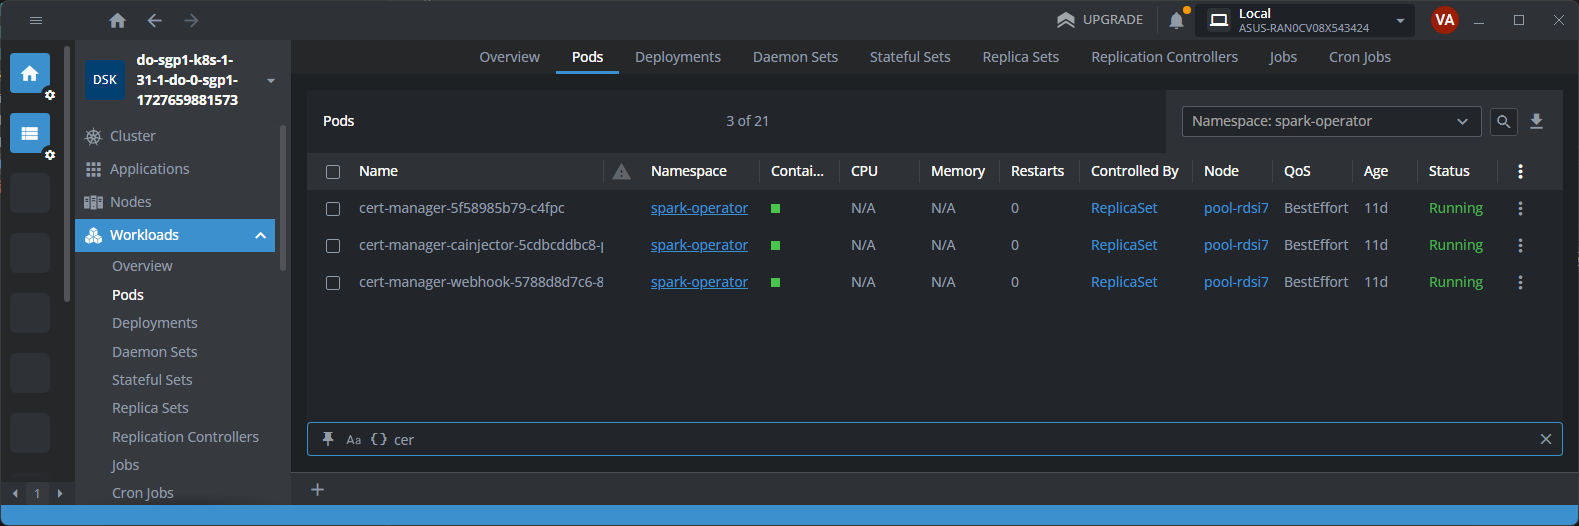 UPGRADE
Local
ASUS-RAN0CV08X543424
VA
DSK
do-sgp1-k8s-1-
31-1-do-0-sgp1-
1727659881573
Cluster
Applications
Nodes
Workloads
Overview
Pods
Deployments
Daemon Sets
Stateful Sets
Replica Sets
Replication Controllers
Jobs
Cron Jobs
1
Overview Pods Deployments Daemon Sets Stateful Sets Replica Sets Replication Controllers Jobs Cron Jobs
Pods 3 of 21 Namespace: spark-operator
Name Namespace Contai... CPU Memory Restarts Controlled By Node QoS Age Status
cert-manager-5f58985b79-c4fpc spark-operator N/A N/A 0 ReplicaSet pool-rdsi7 BestEffort 11d Running
cert-manager-cainjector-5cdbcddbc8-p spark-operator N/A N/A 0 ReplicaSet pool-rdsi7 BestEffort 11d Running
cert-manager-webhook-5788d8d7c6-8 spark-operator N/A N/A 0 ReplicaSet pool-rdsi7 BestEffort 11d Running
Aa {} cer